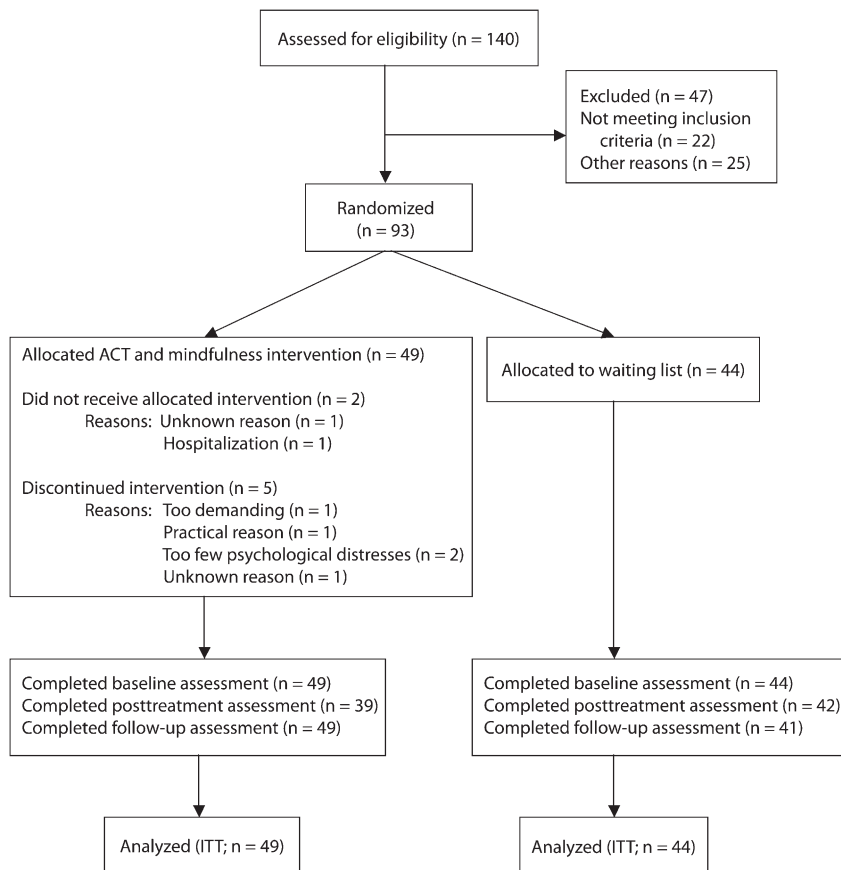 Assessed for eligibility (n = 140)
Excluded (n = 47)
Not meeting inclusion
criteria (n = 22)
Other reasons (n = 25)
Randomized
(n = 93)
Allocated ACT and mindfulness intervention (n = 49)
Did not receive allocated intervention (n = 2)
Reasons: Unknown reason (n = 1)
Hospitalization (n = 1)
Discontinued intervention (n = 5)
Reasons: Too demanding (n = 1)
Practical reason (n = 1)
Too few psychological distresses (n = 2)
Unknown reason (n = 1)
Allocated to waiting list (n = 44)
Completed baseline assessment (n = 49)
Completed posttreatment assessment (n = 39)
Completed follow-up assessment (n = 49)
Completed baseline assessment (n = 44)
Completed posttreatment assessment (n = 42)
Completed follow-up assessment (n = 41)
Analyzed (ITT; n = 49)
Analyzed (ITT; n = 44)